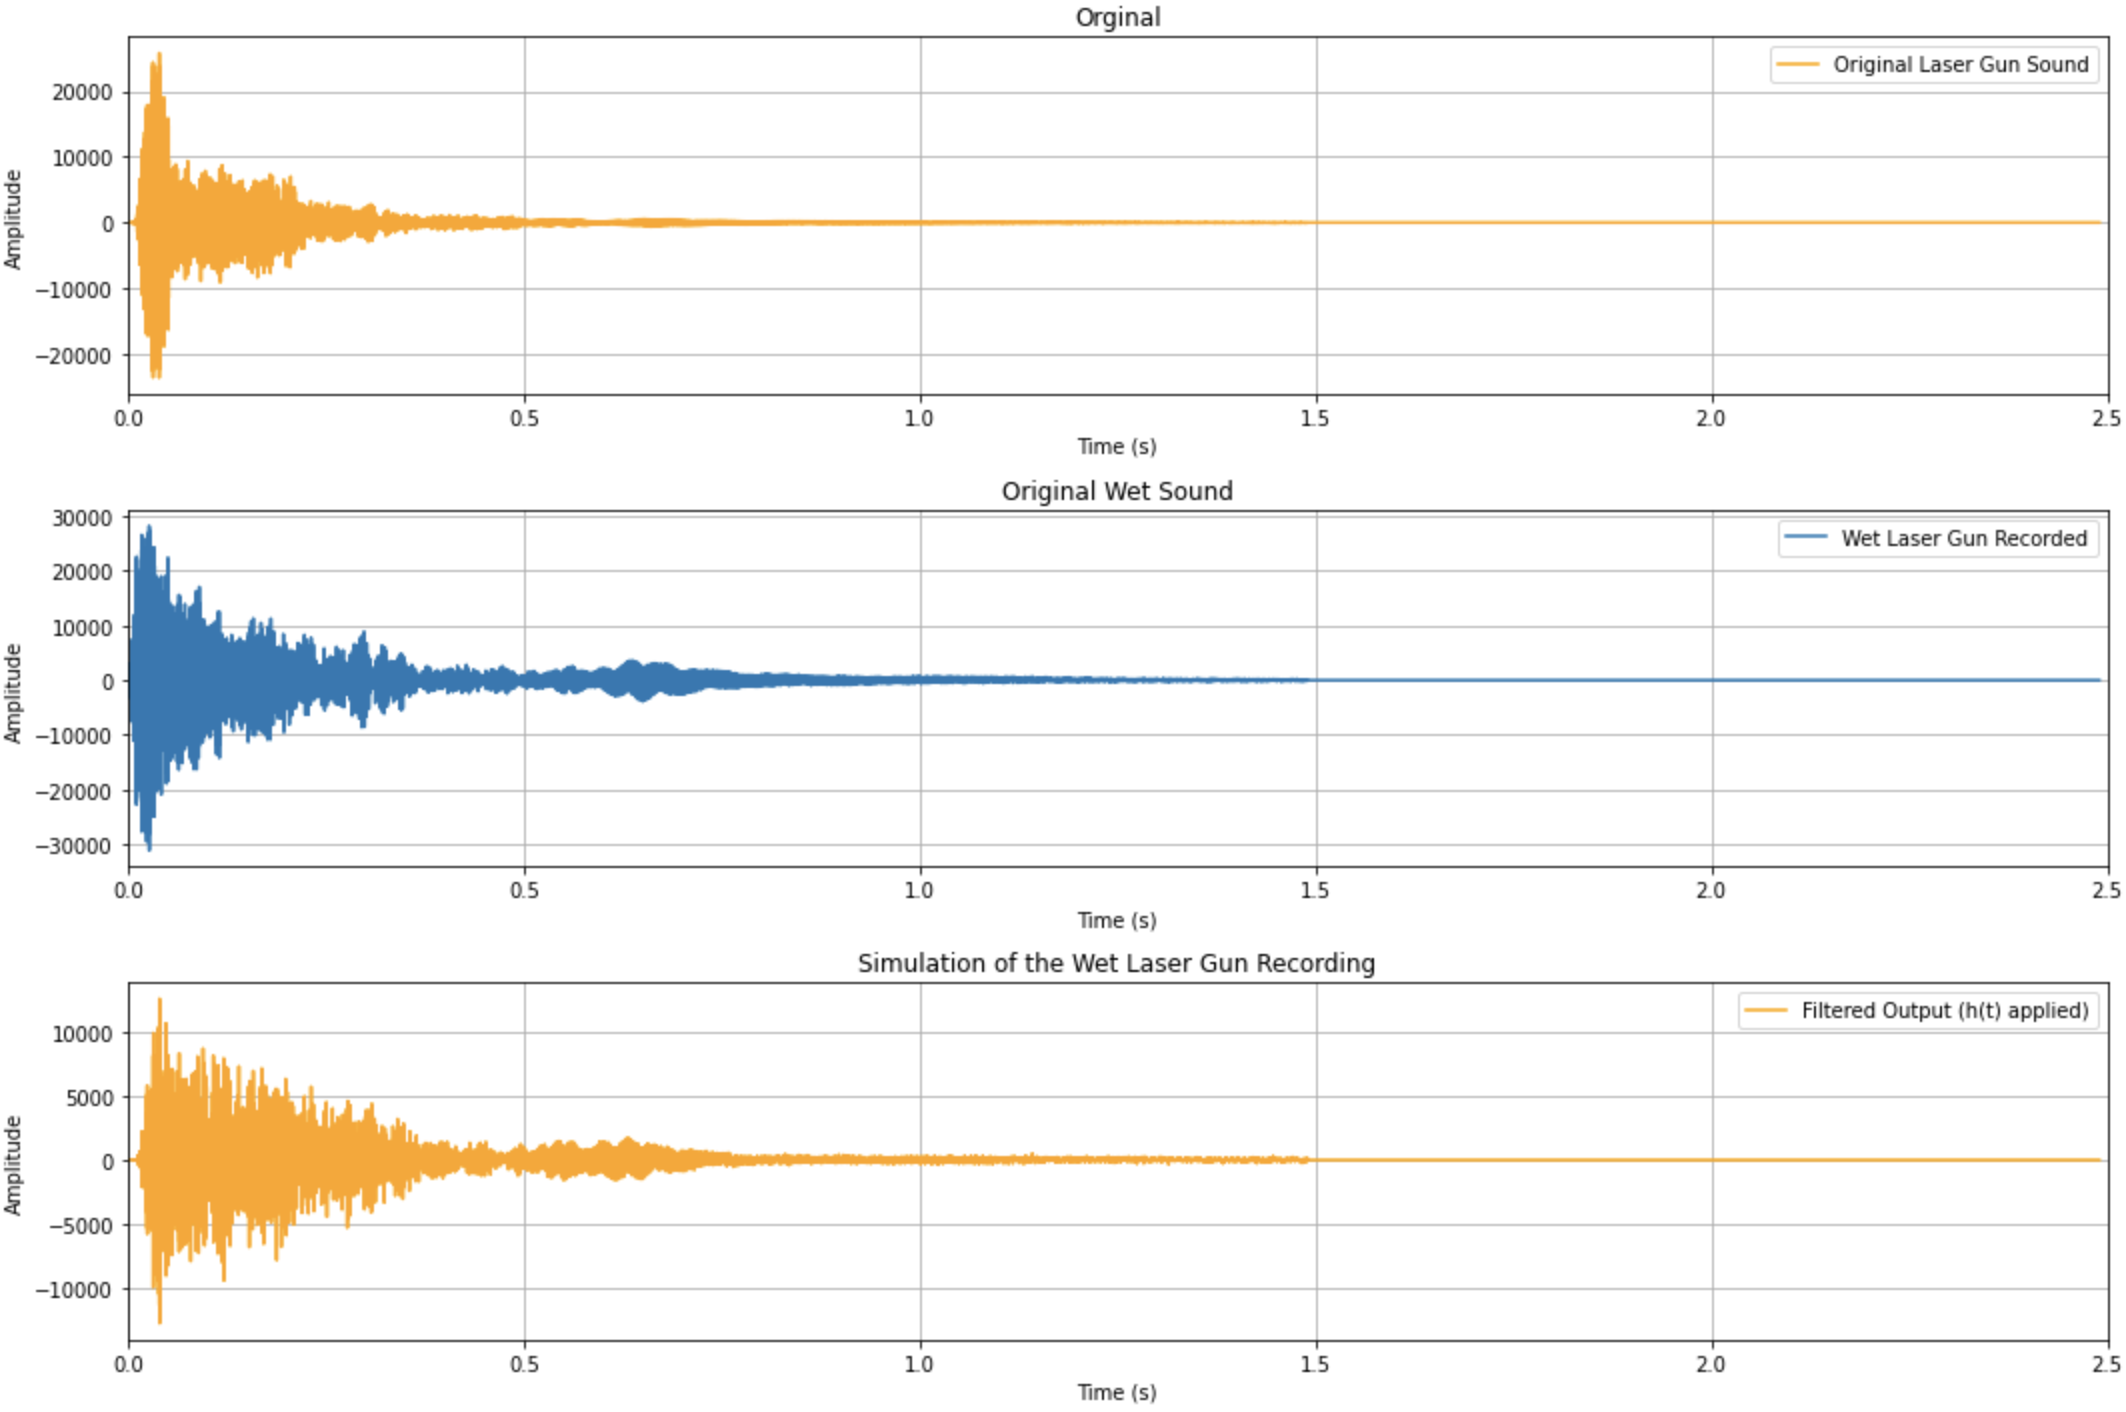 Orginal
Original Laser Gun Sound
20000
10000
0
−10000
−20000
Amplitude
0.0 0.5 1.0 1.5 2.0 2.5
Time (s)
Original Wet Sound
Wet Laser Gun Recorded
30000
20000
10000
0
−10000
−20000
−30000
Amplitude
0.0 0.5 1.0 1.5 2.0 2.5
Time (s)
Simulation of the Wet Laser Gun Recording
Filtered Output (h(t) applied)
10000
5000
0
−5000
−10000
Amplitude
0.0 0.5 1.0 1.5 2.0 2.5
Time (s)